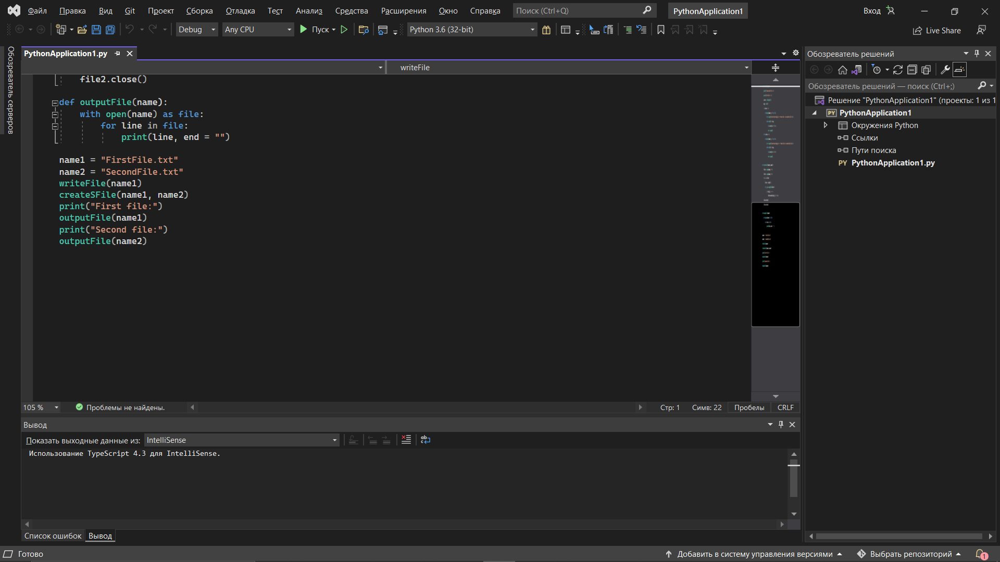 Файл Правка Вид Git Проект Сборка Отладка Тест Анализ Средства Расширения Окно Справка Поиск (Ctrl+Q) PythonApplication1 Вход
Debug Any CPU Пуск Python 3.6 (32-bit) Live Share
Обозреватель серверов
PythonApplication1.py
writeFile
file2.close()
def outputFile(name):
with open(name) as file:
for line in file:
print(line, end = "")
name1 = "FirstFile.txt"
name2 = "SecondFile.txt"
writeFile(name1)
createSFile(name1, name2)
print("First file:")
outputFile(name1)
print("Second file:")
outputFile(name2)
105 % Проблемы не найдены. Стр: 1 Симв: 22 Пробелы CRLF
Вывод
Показать выходные данные из: IntelliSense
Использование TypeScript 4.3 для IntelliSense.
Список ошибок Вывод
Обозреватель решений
Обозреватель решений — поиск (Ctrl+;)
Решение "PythonApplication1" (проекты: 1 из 1
PY PythonApplication1
Окружения Python
Ссылки
Пути поиска
PY PythonApplication1.py
Готово Добавить в систему управления версиями Выбрать репозиторий 1